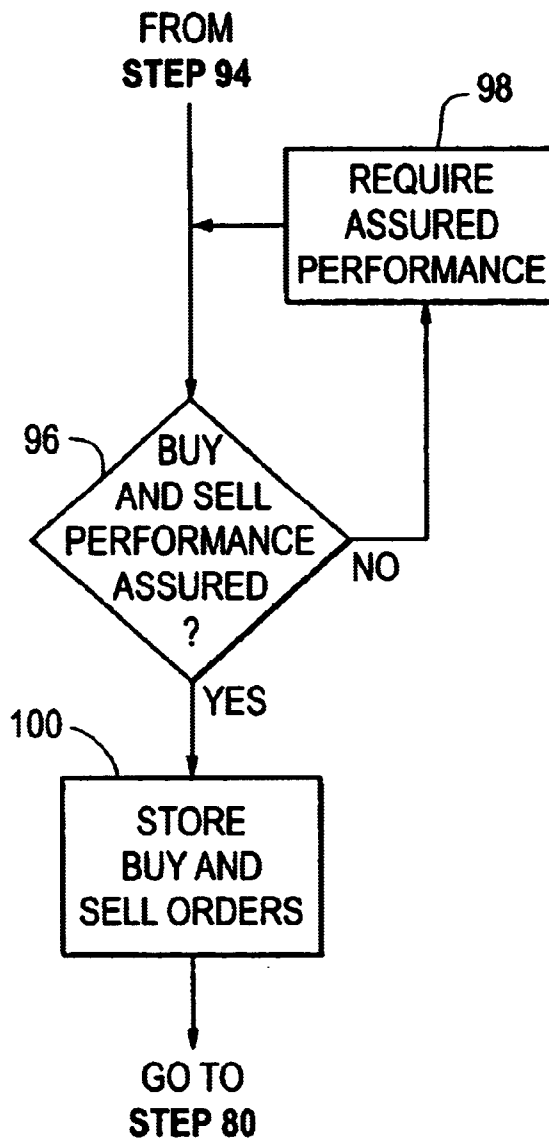 FROM
STEP 94
98
REQUIRE
ASSURED
PERFORMANCE
96
BUY
AND SELL
PERFORMANCE
ASSURED
?
NO
YES
100
STORE
BUY AND
SELL ORDERS
GO TO
STEP 80